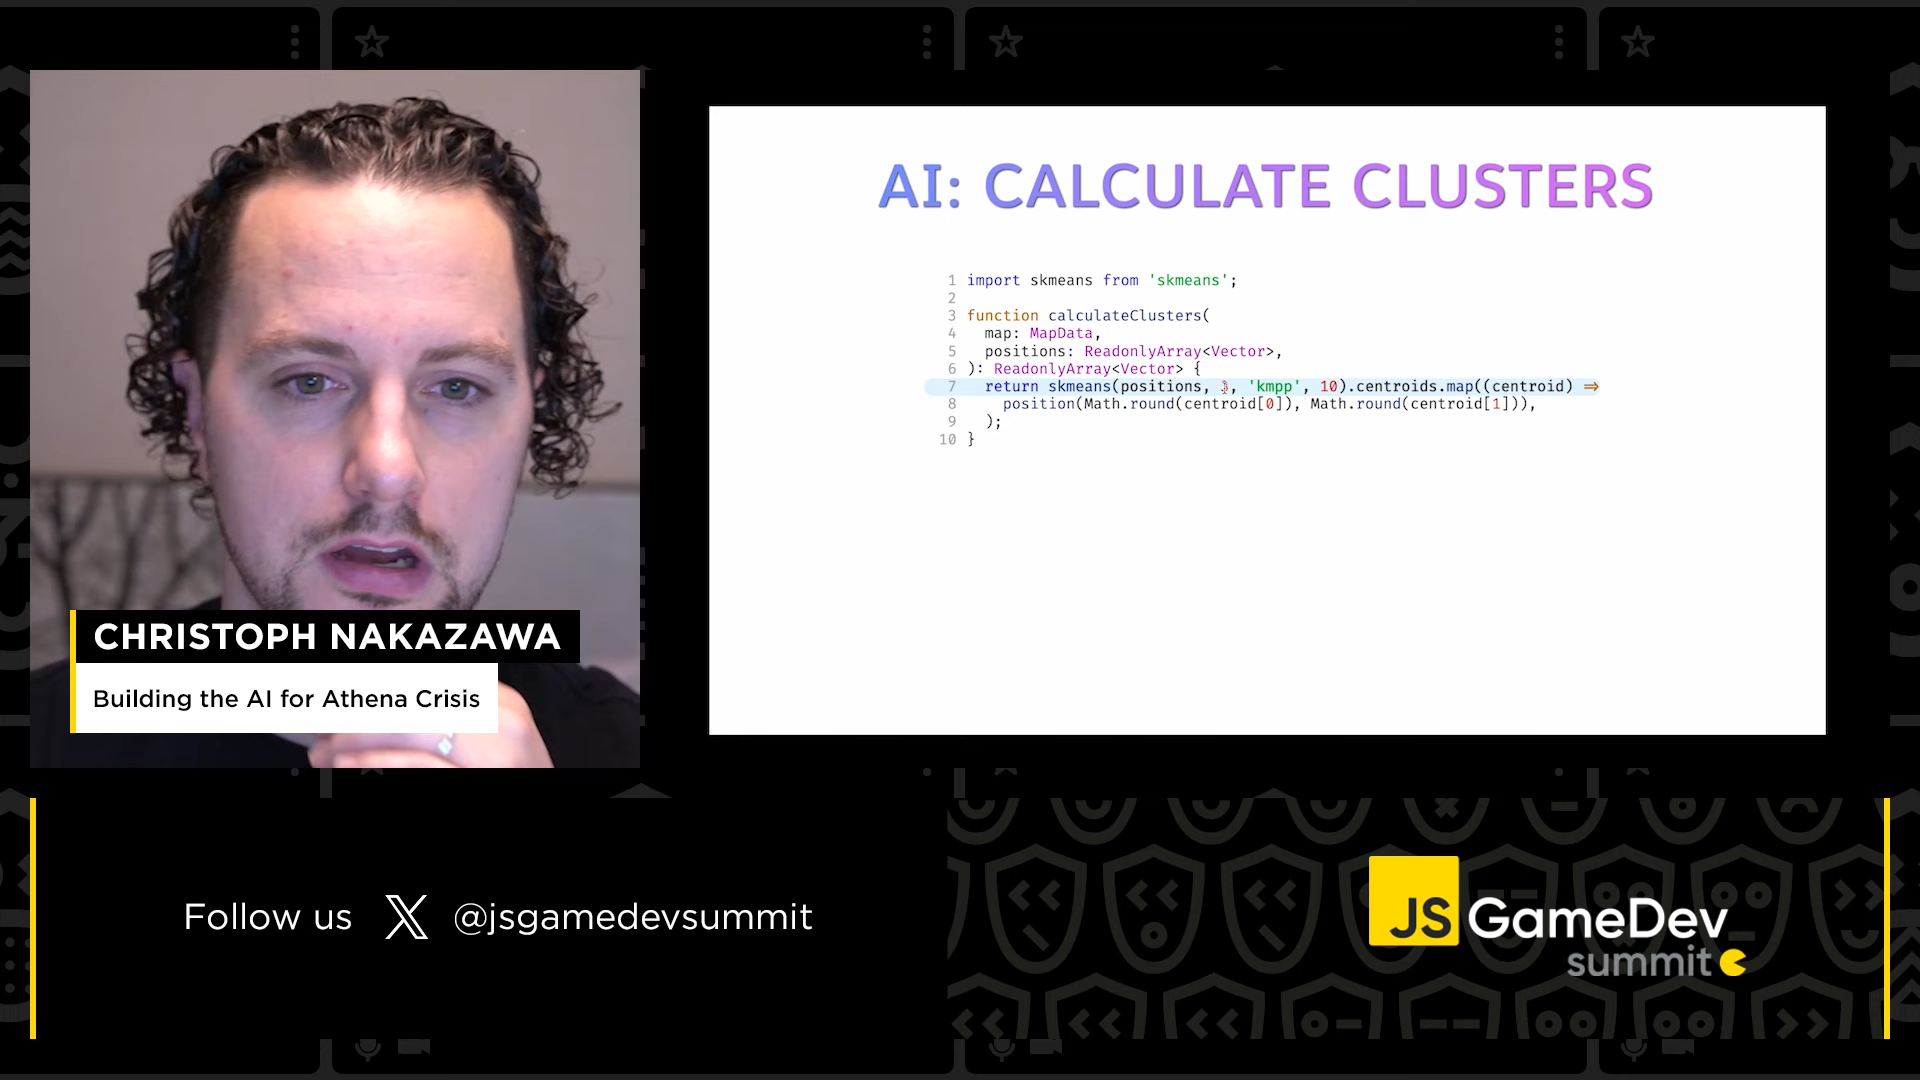 AI: CALCULATE CLUSTERS
1 import skmeans from 'skmeans';
2
3 function calculateClusters(
4 map: MapData,
5 positions: ReadonlyArray<Vector>,
6 ): ReadonlyArray<Vector> {
7 return skmeans(positions, , 'kmpp', 10).centroids.map((centroid) =>
8 position(Math.round(centroid[0]), Math.round(centroid[1])),
9 );
10 }
CHRISTOPH NAKAZAWA
Building the AI for Athena Crisis
Follow us X @jsgamedevsummit
JS GameDev
summit